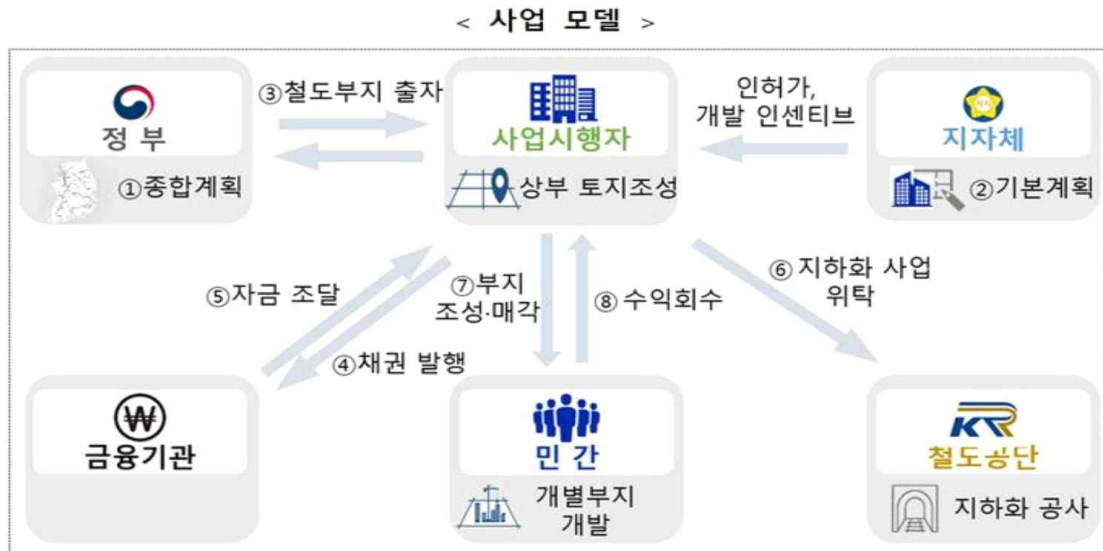 < 사업 모델 >
③철도부지 출자
인허가,
개발 인센티브
정 부
사업시행자
지자체
①종합계획
상부 토지조성
②기본계획
⑤자금 조달
⑦부지
조성·매각
⑧ 수익회수
⑥지하화 사업
위탁
④채권 발행
₩
금융기관
민 간
KR
철도공단
개별부지
개발
지하화 공사